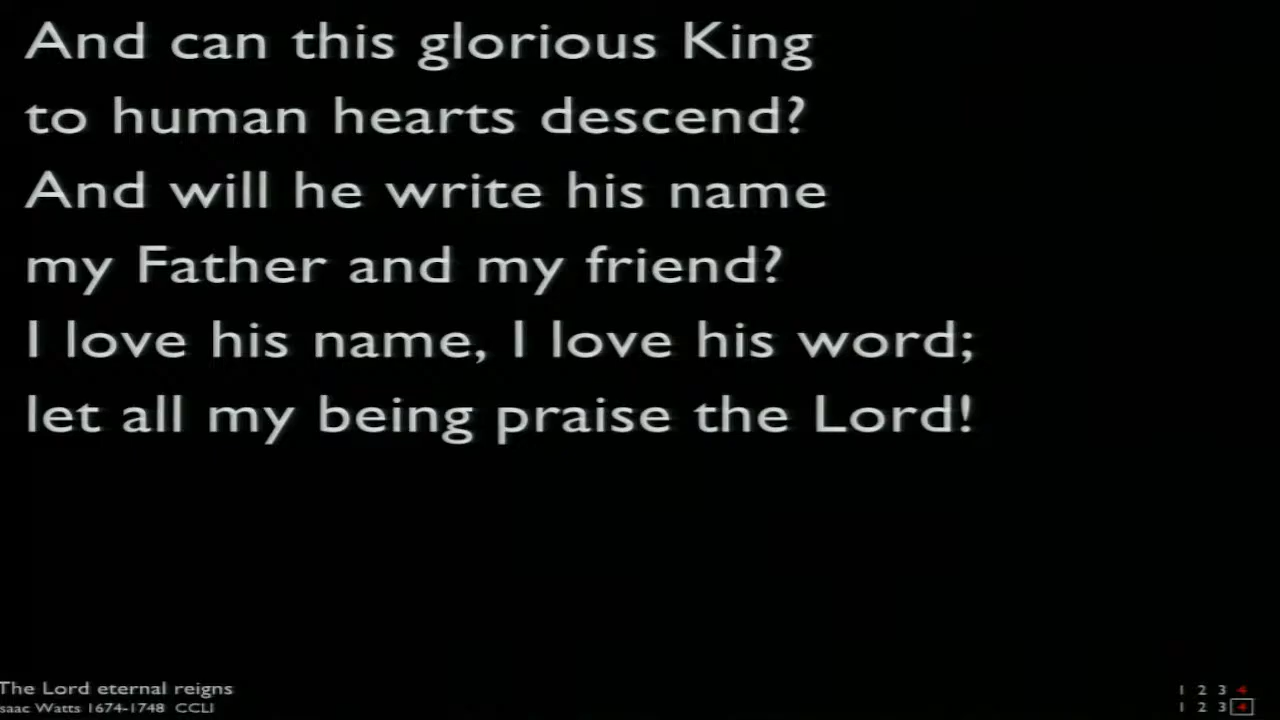 And can this glorious King
to human hearts descend?
And will he write his name
my Father and my friend?
I love his name, I love his word;
let all my being praise the Lord!
The Lord eternal reigns
saac Watts 1674-1748 CCLI
1 2 3 4
1 2 3 4